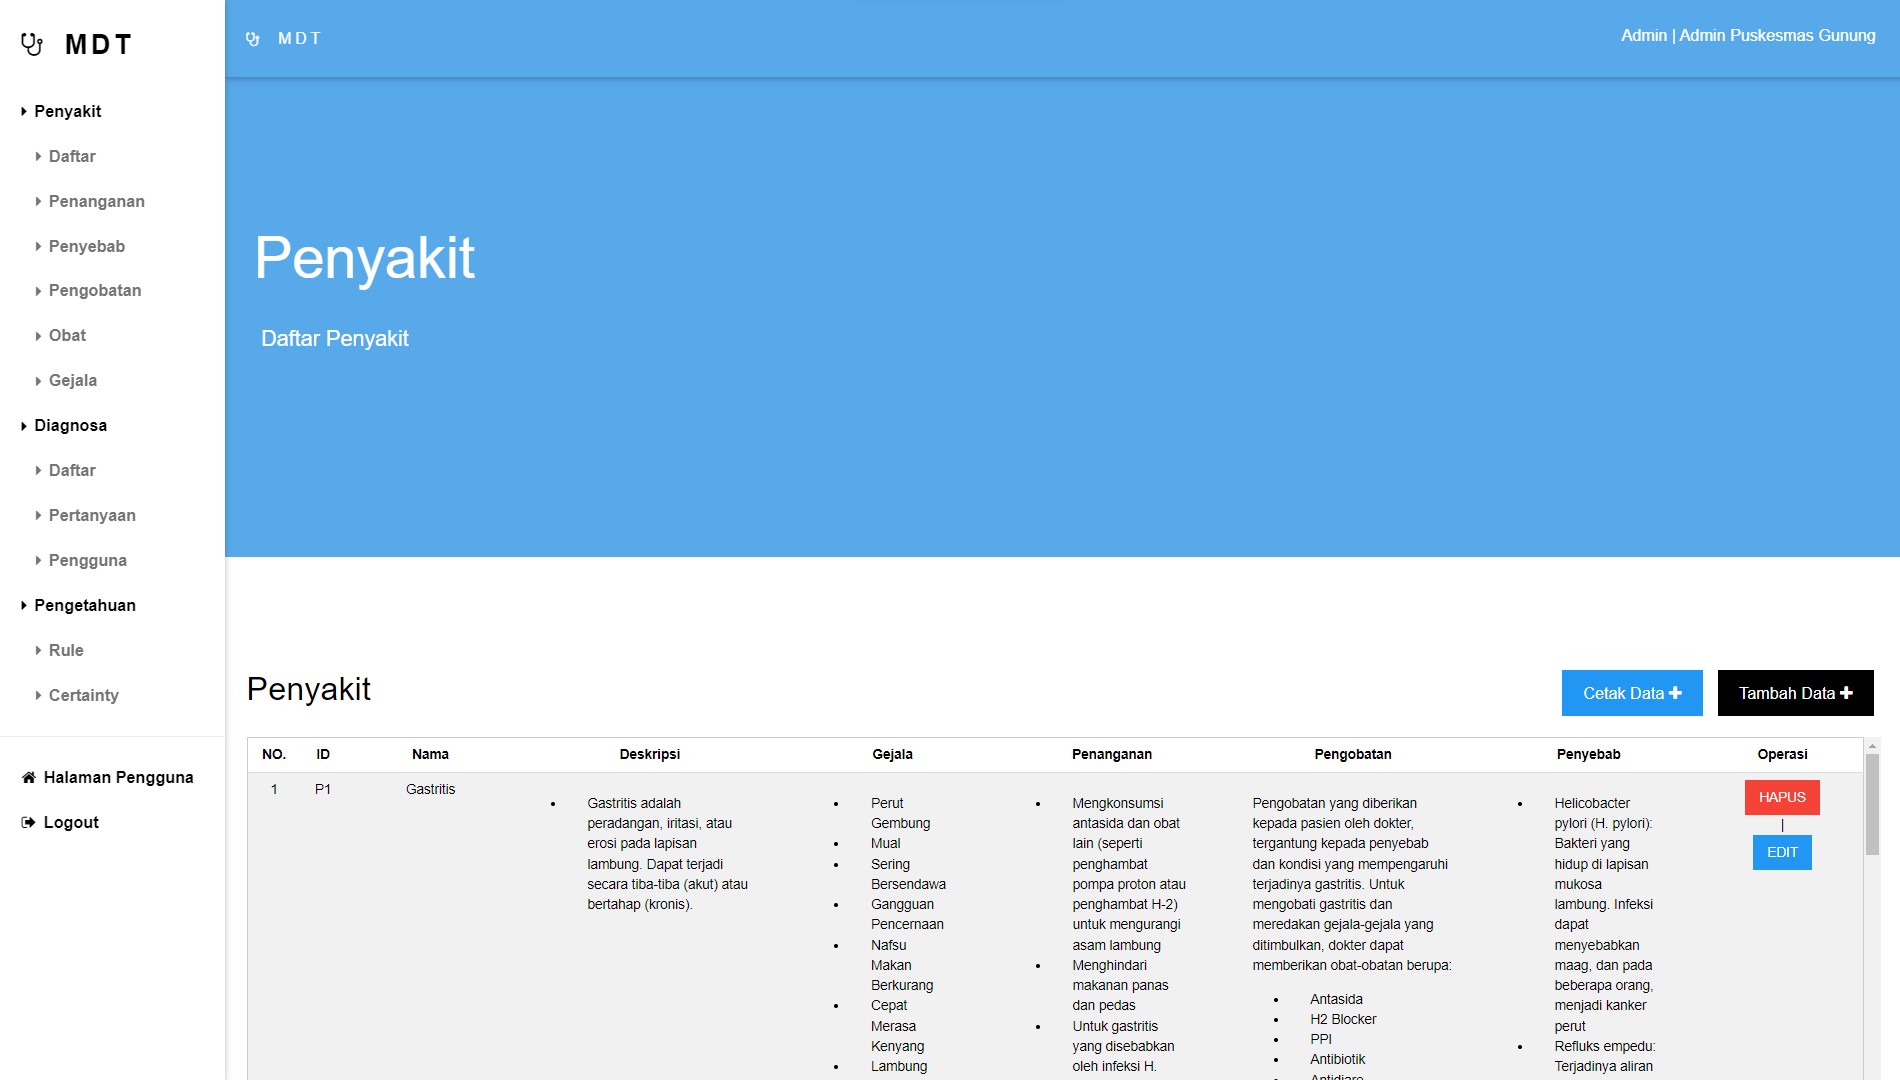 MDT
Penyakit
Daftar
Penanganan
Penyebab
Pengobatan
Obat
Gejala
Diagnosa
Daftar
Pertanyaan
Pengguna
Pengetahuan
Rule
Certainty
Halaman Pengguna
Logout
MDT
Admin | Admin Puskesmas Gunung
Penyakit
Daftar Penyakit
Penyakit
Cetak Data
Tambah Data
NO. ID Nama Deskripsi Gejala Penanganan Pengobatan Penyebab Operasi
1
P1
Gastritis
Gastritis adalah
peradangan, iritasi, atau
erosi pada lapisan
lambung. Dapat terjadi
secara tiba-tiba (akut) atau
bertahap (kronis).
Perut
Gembung
Mual
Sering
Bersendawa
Gangguan
Pencernaan
Nafsu
Makan
Berkurang
Cepat
Merasa
Kenyang
Lambung
Mengkonsumsi
antasida dan obat
lain (seperti
penghambat
pompa proton atau
penghambat H-2)
untuk mengurangi
asam lambung
Menghindari
makanan panas
dan pedas
Untuk gastritis
yang disebabkan
oleh infeksi H.
Pengobatan yang diberikan
kepada pasien oleh dokter,
tergantung kepada penyebab
dan kondisi yang mempengaruhi
terjadinya gastritis. Untuk
mengobati gastritis dan
meredakan gejala-gejala yang
ditimbulkan, dokter dapat
memberikan obat-obatan berupa:
Antasida
H2 Blocker
PPI
Antibiotik
Antidiare
Helicobacter
pylori (H. pylori):
Bakteri yang
hidup di lapisan
mukosa
lambung. Infeksi
dapat
menyebabkan
maag, dan pada
beberapa orang,
menjadi kanker
perut
Refluks empedu:
Terjadinya aliran
HAPUS
|
EDIT